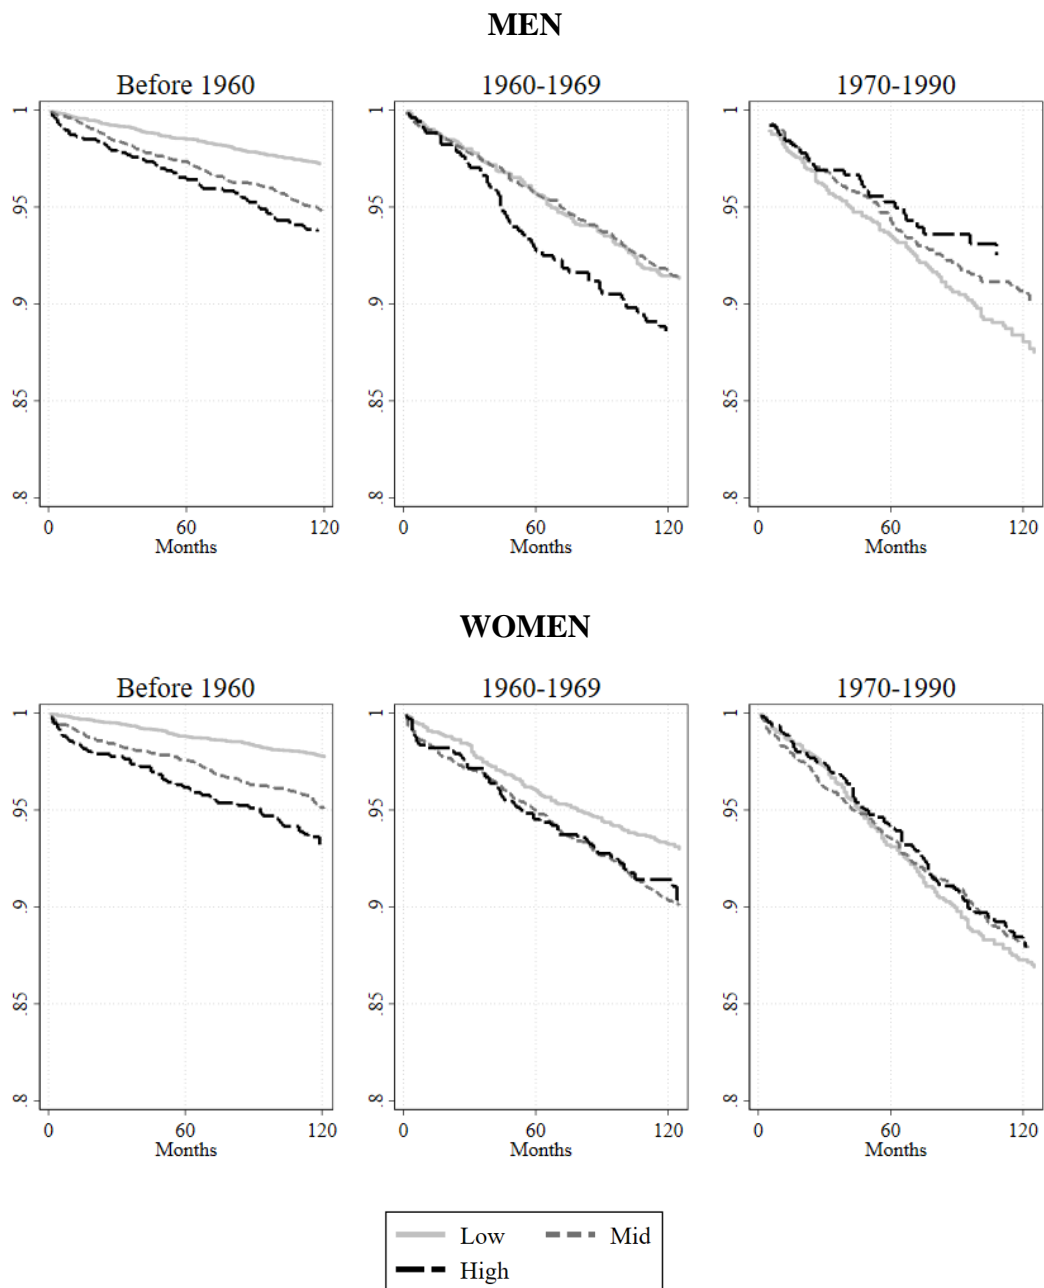 MEN
Before 1960
1960-1969
1970-1990
1
.95
.9
.85
.8
0 60 120
Months
0 60 120
Months
0 60 120
Months
WOMEN
Before 1960
1960-1969
1970-1990
1
.95
.9
.85
.8
0 60 120
Months
0 60 120
Months
0 60 120
Months
1
.95
.9
.85
.8
1
.95
.9
.85
.8
1
.95
.9
.85
.8
1
.95
.9
.85
.8
Low Mid
High